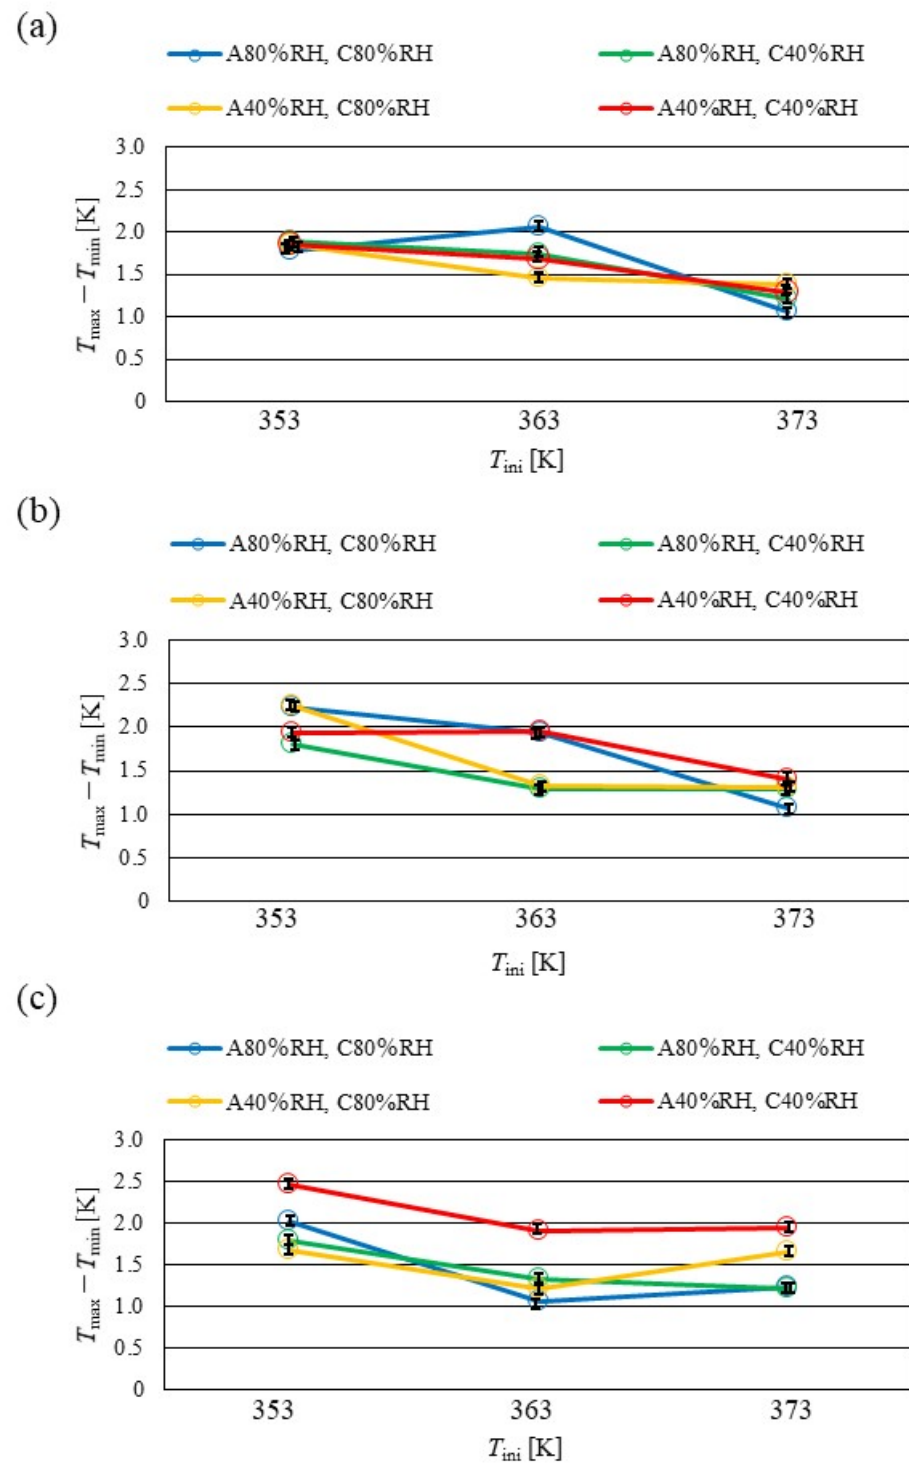 (a)
A80%RH, C80%RH
A80%RH, C40%RH
A40%RH, C80%RH
A40%RH, C40%RH
3.0
2.5
2.0
1.5
1.0
0.5
0
Tmax – Tmin [K]
353
363
373
Tini [K]
(b)
A80%RH, C80%RH
A80%RH, C40%RH
A40%RH, C80%RH
A40%RH, C40%RH
3.0
2.5
2.0
1.5
1.0
0.5
0
Tmax – Tmin [K]
353
363
373
Tini [K]
(c)
A80%RH, C80%RH
A80%RH, C40%RH
A40%RH, C80%RH
A40%RH, C40%RH
3.0
2.5
2.0
1.5
1.0
0.5
0
Tmax – Tmin [K]
353
363
373
Tini [K]